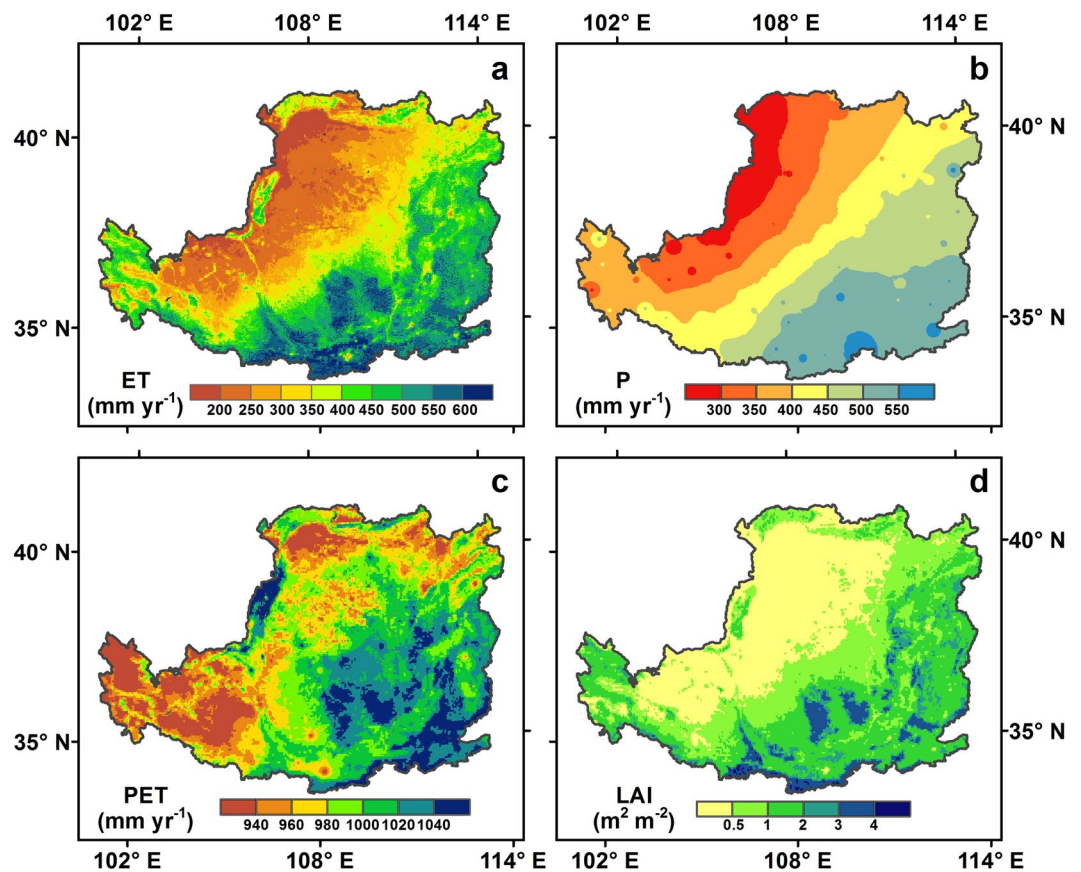 102° E 108° E 114° E 102° E 108° E 114° E
a b
40° N 40° N
35° N 35° N
ET P
(mm yr-1) (mm yr-1)
200 250 300 350 400 450 500 550 600
300 350 400 450 500 550
108° E 114° E 108° E
c d
40° N 40° N
35° N 35° N
PET LAI
(mm yr-1) (m2 m-2)
940 960 980 1000 1020 1040
0.5 1 2 3 4
102° E 108° E 114° E 102° E 108° E 114° E